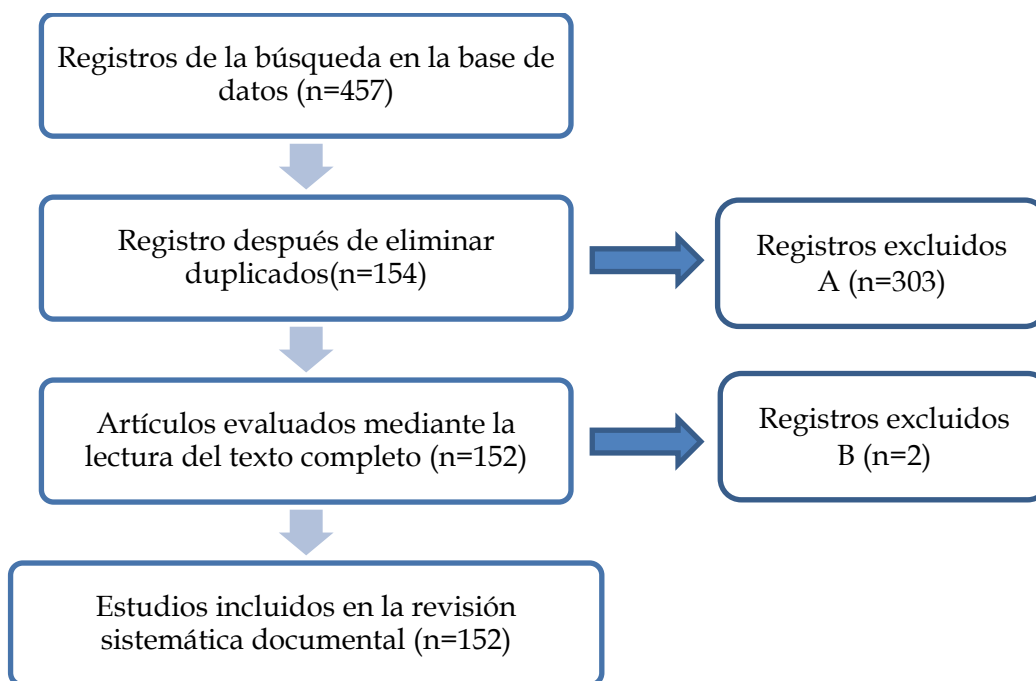 Registros de la búsqueda en la base de
datos (n=457)
Registro después de eliminar
duplicados(n=154)
Registros excluidos
A (n=303)
Artículos evaluados mediante la
lectura del texto completo (n=152)
Registros excluidos
B (n=2)
Estudios incluidos en la revisión
sistemática documental (n=152)